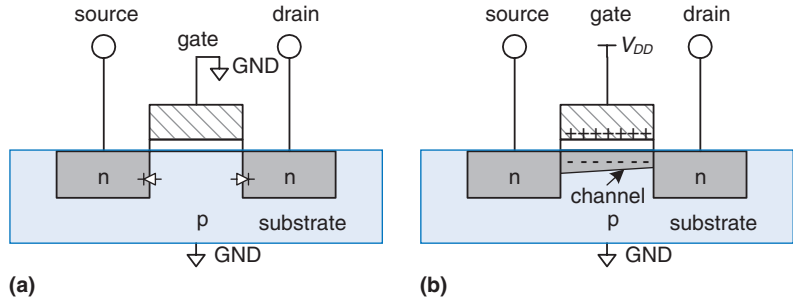 source
drain
gate
GND
n
n
p
substrate
GND
(a)
source
gate
drain
V_DD
+++++++
n
n
channel
p
substrate
GND
(b)